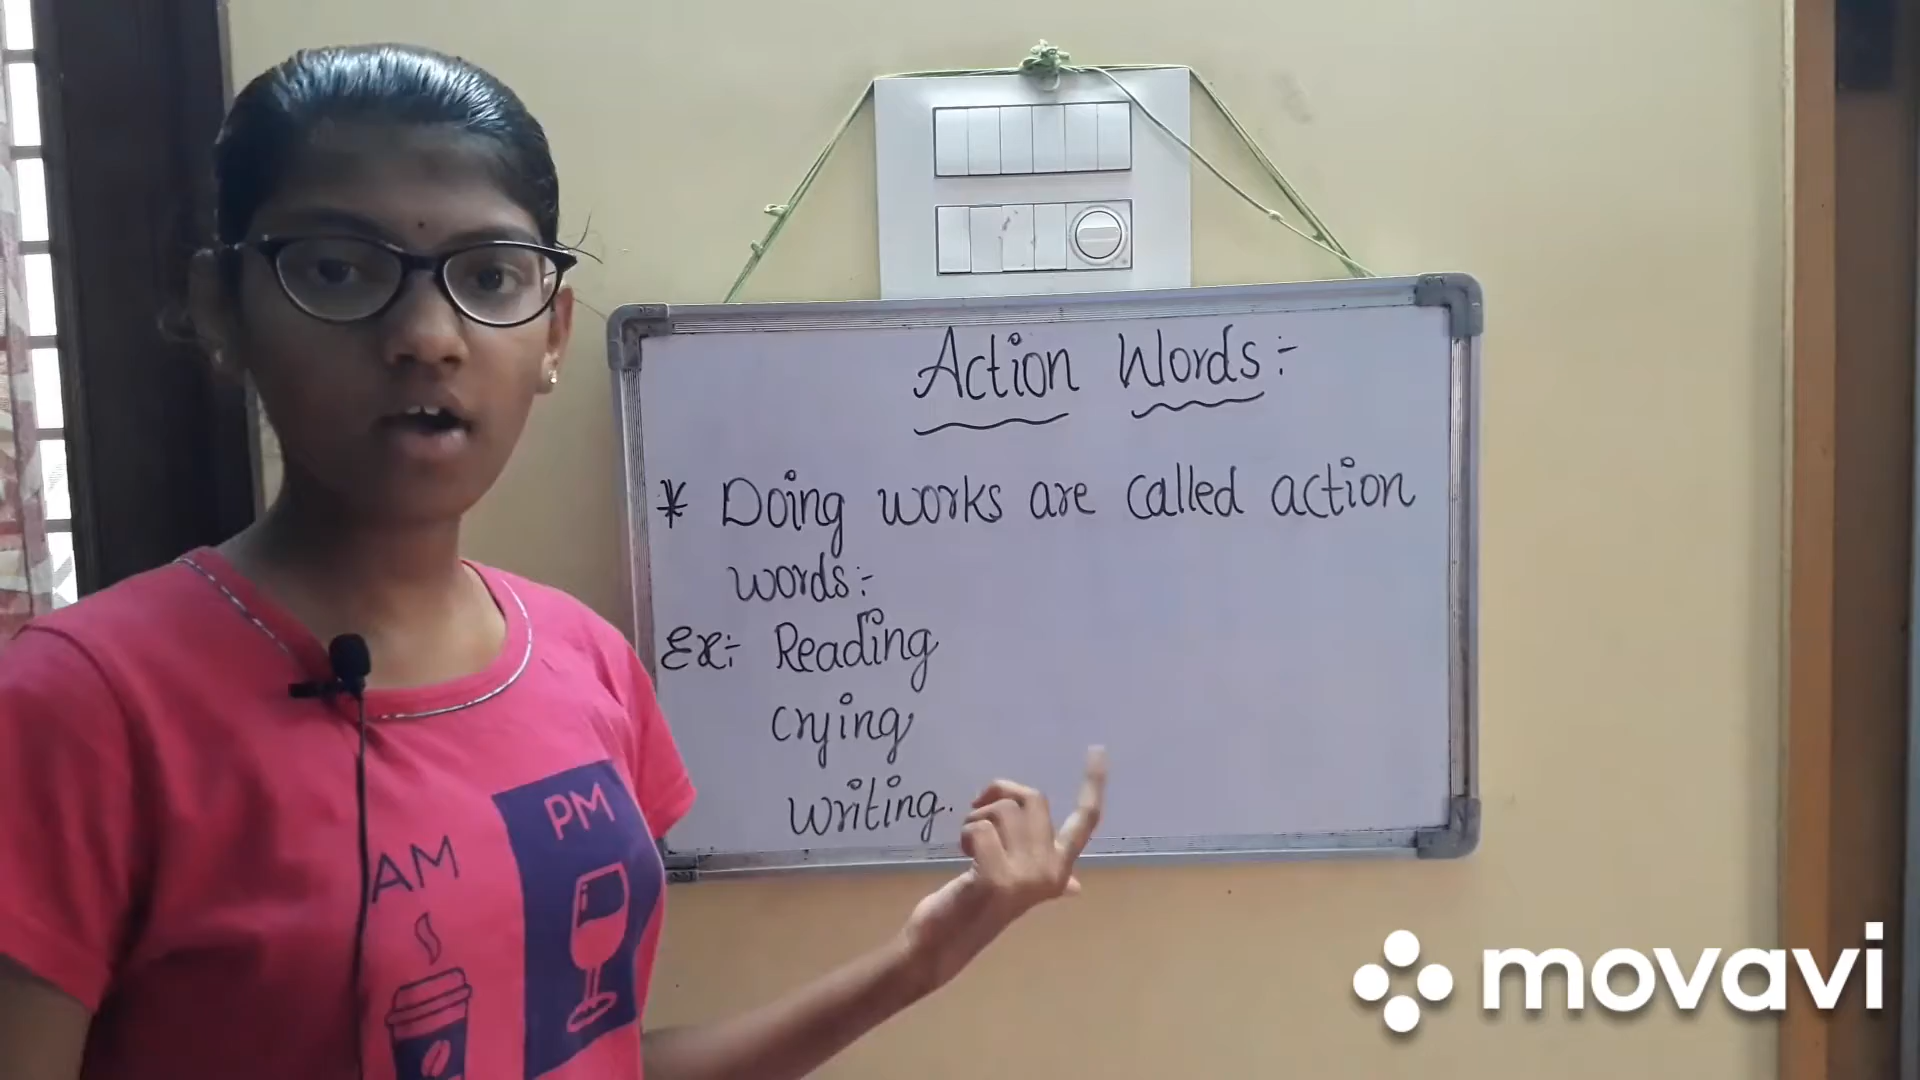 Action Words:-
* Doing works are called action
words:-
Ex:- Reading
crying
writing.
AM
PM
movavi